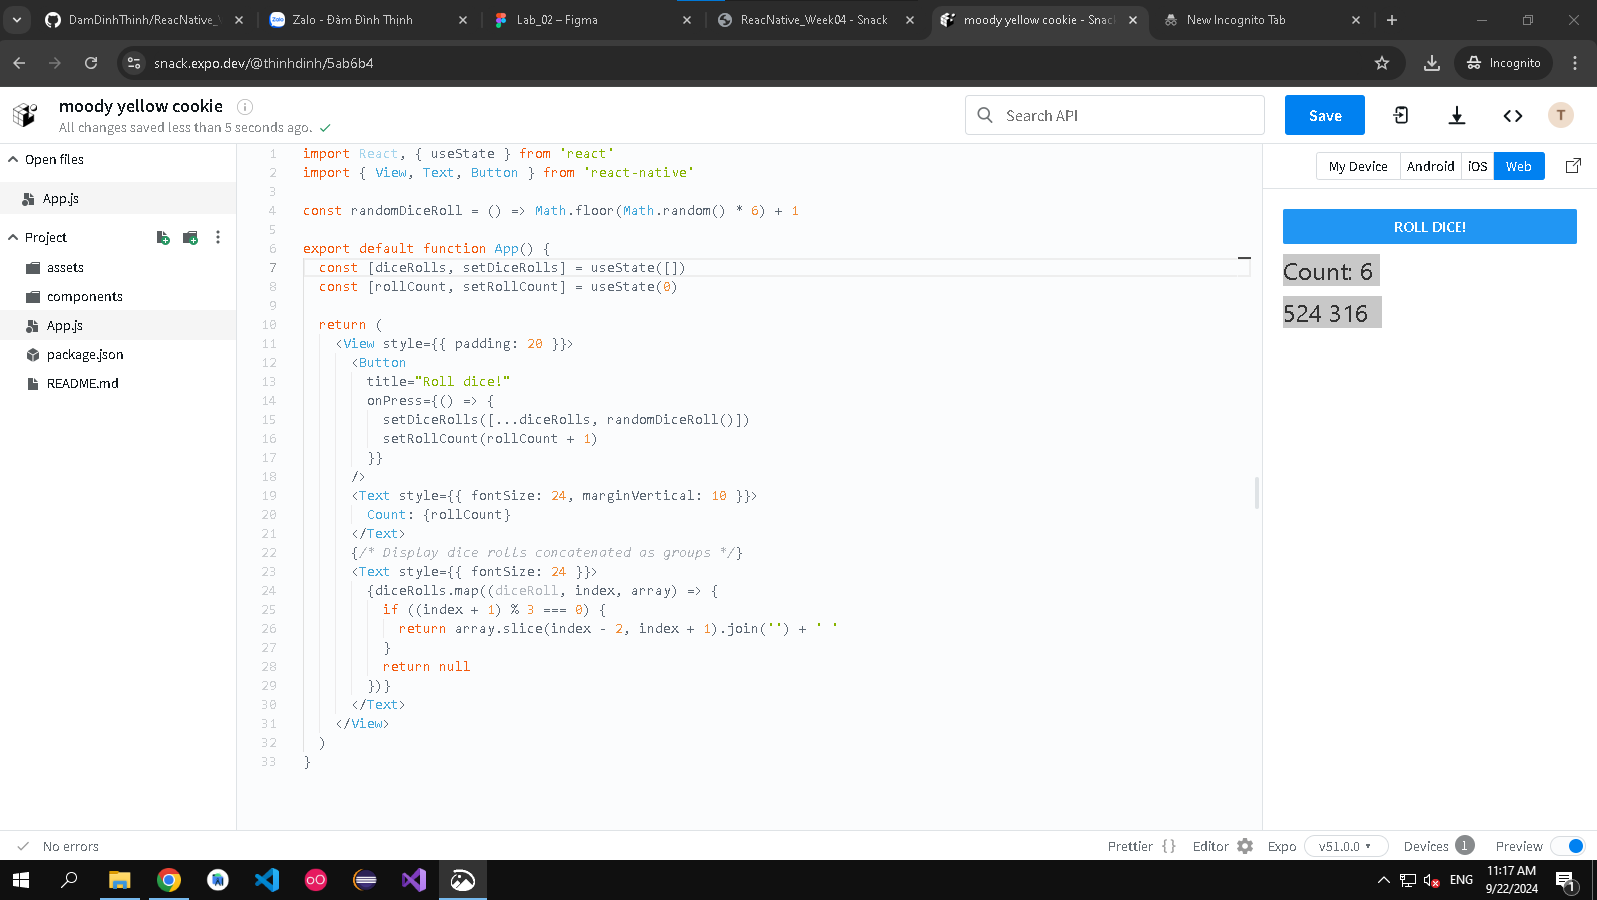 DamDinhThinh/ReacNative_
Zalo - Đàm Đình Thịnh
Lab_02 – Figma
ReacNative_Week04 - Snack
moody yellow cookie - Snac
New Incognito Tab
snack.expo.dev/@thinhdinh/5ab6b4
Incognito
moody yellow cookie
All changes saved less than 5 seconds ago.
Search API
Save
T
Open files
App.js
Project
assets
components
App.js
package.json
README.md
1 import React, { useState } from 'react'
2 import { View, Text, Button } from 'react-native'
3
4 const randomDiceRoll = () => Math.floor(Math.random() * 6) + 1
5
6 export default function App() {
7 const [diceRolls, setDiceRolls] = useState([])
8 const [rollCount, setRollCount] = useState(0)
9
10 return (
11 <View style={{ padding: 20 }}>
12 <Button
13 title="Roll dice!"
14 onPress={() => {
15 setDiceRolls([...diceRolls, randomDiceRoll()])
16 setRollCount(rollCount + 1)
17 }}
18 />
19 <Text style={{ fontSize: 24, marginVertical: 10 }}>
20 Count: {rollCount}
21 </Text>
22 {/* Display dice rolls concatenated as groups */}
23 <Text style={{ fontSize: 24 }}>
24 {diceRolls.map((diceRoll, index, array) => {
25 if ((index + 1) % 3 === 0) {
26 return array.slice(index - 2, index + 1).join('') + ' '
27 }
28 return null
29 })}
30 </Text>
31 </View>
32 )
33 }
My Device
Android
iOS
Web
ROLL DICE!
Count: 6
524 316
No errors
Prettier { }
Editor
Expo
v51.0.0
Devices 1
Preview
ENG
11:17 AM
9/22/2024
1